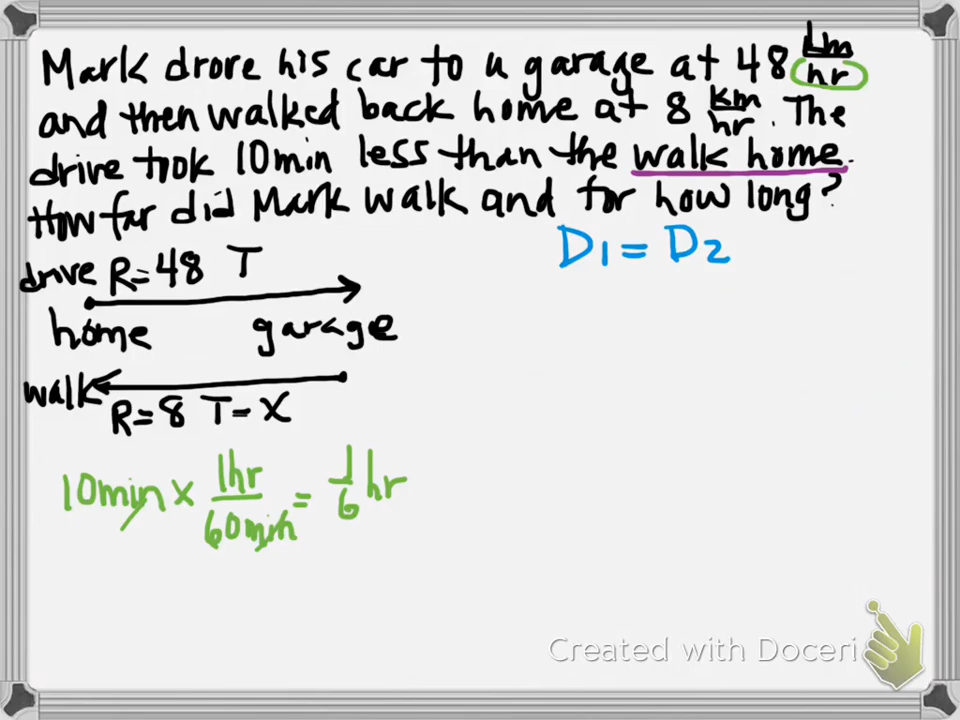 Mark drove his car to a garage at 48 km/hr
and then walked back home at 8 km/hr. The
drive took 10min less than the walk home.
How far did Mark walk and for how long?
D1 = D2
drive R=48 T
home garage
walk
R=8 T=X
10min x 1hr/60min = 1/6 hr
Created with Doceri